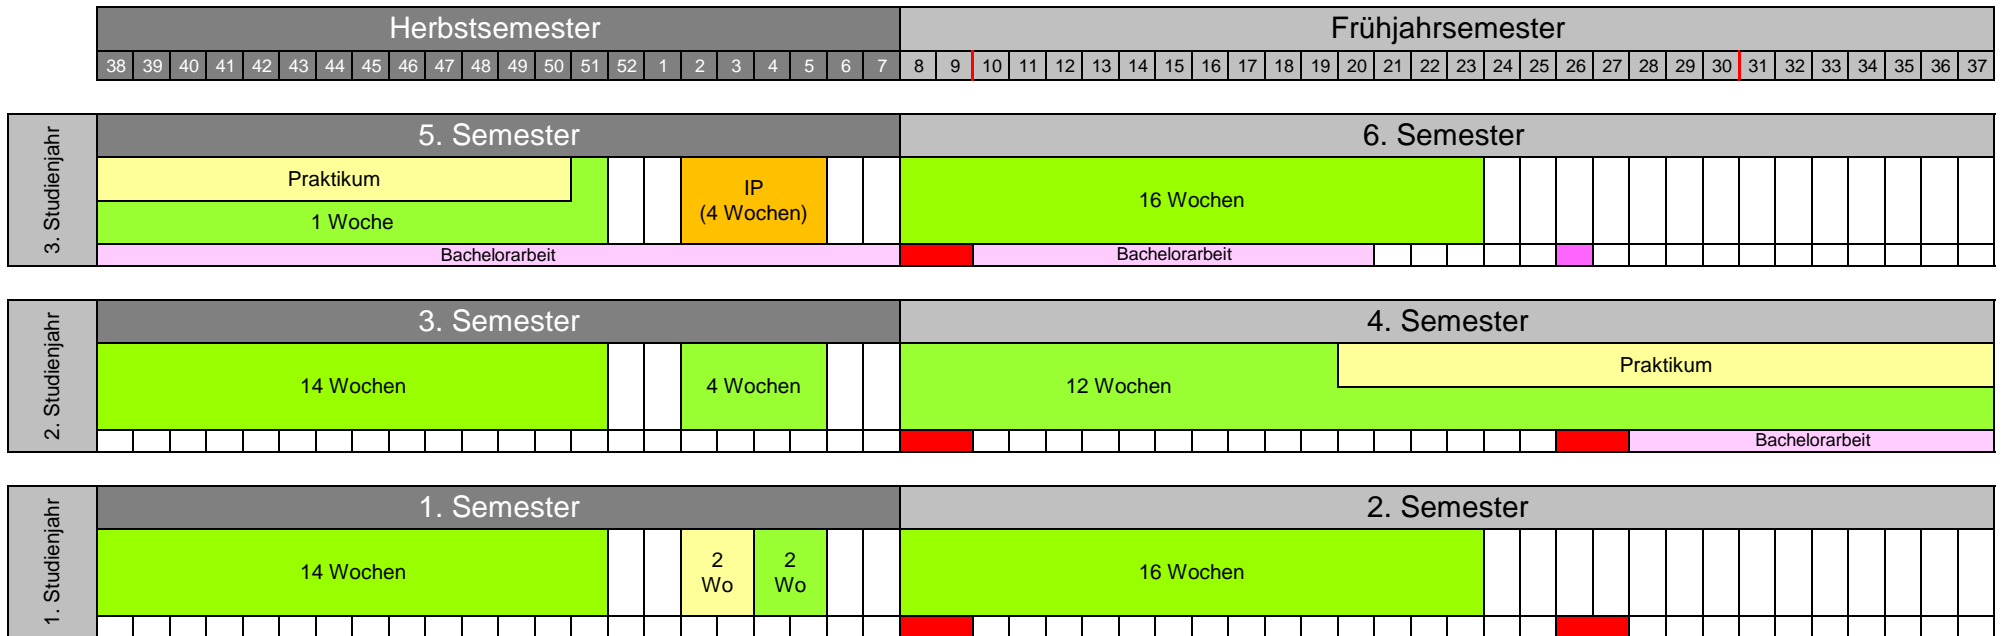 Herbstsemester Frühjahrsemester
38 39 40 41 42 43 44 45 46 47 48 49 50 51 52 1 2 3 4 5 6 7 8 9 10 11 12 13 14 15 16 17 18 19 20 21 22 23 24 25 26 27 28 29 30 31 32 33 34 35 36 37
3. Studienjahr
5. Semester 6. Semester
Praktikum
1 Woche
IP
(4 Wochen)
16 Wochen
Bachelorarbeit Bachelorarbeit
2. Studienjahr
3. Semester 4. Semester
14 Wochen 4 Wochen 12 Wochen Praktikum
Bachelorarbeit
1. Studienjahr
1. Semester 2. Semester
14 Wochen
2
Wo
2
Wo
16 Wochen